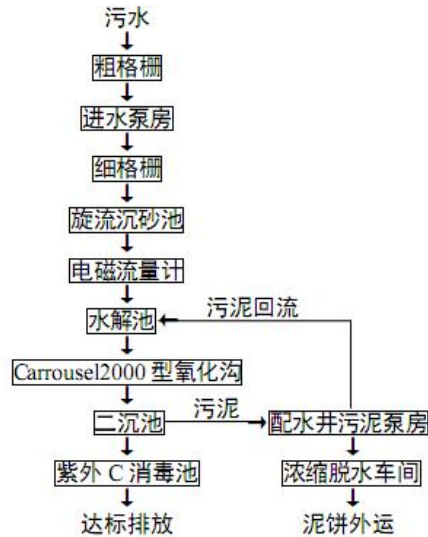 污水
粗格栅
进水泵房
细格栅
旋流沉砂池
电磁流量计
污泥回流
水解池
Carrousel2000 型氧化沟
污泥
二沉池
配水井污泥泵房
紫外 C 消毒池
浓缩脱水车间
达标排放
泥饼外运